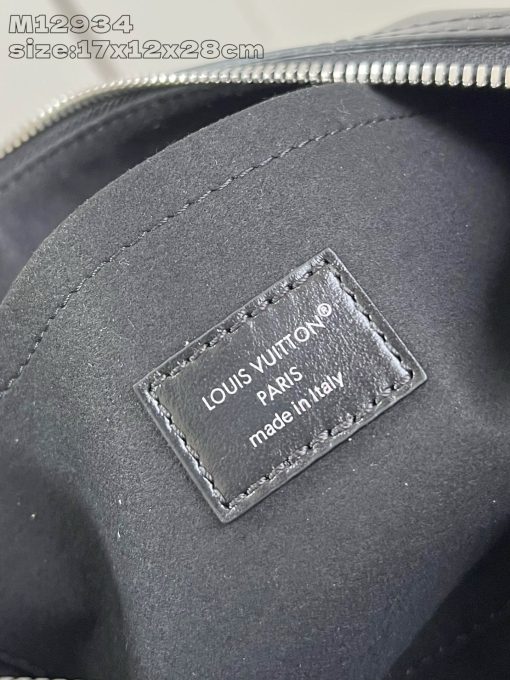 M12934
size:17x12x28cm
LOUIS VUITTON®
PARIS
made in Italy